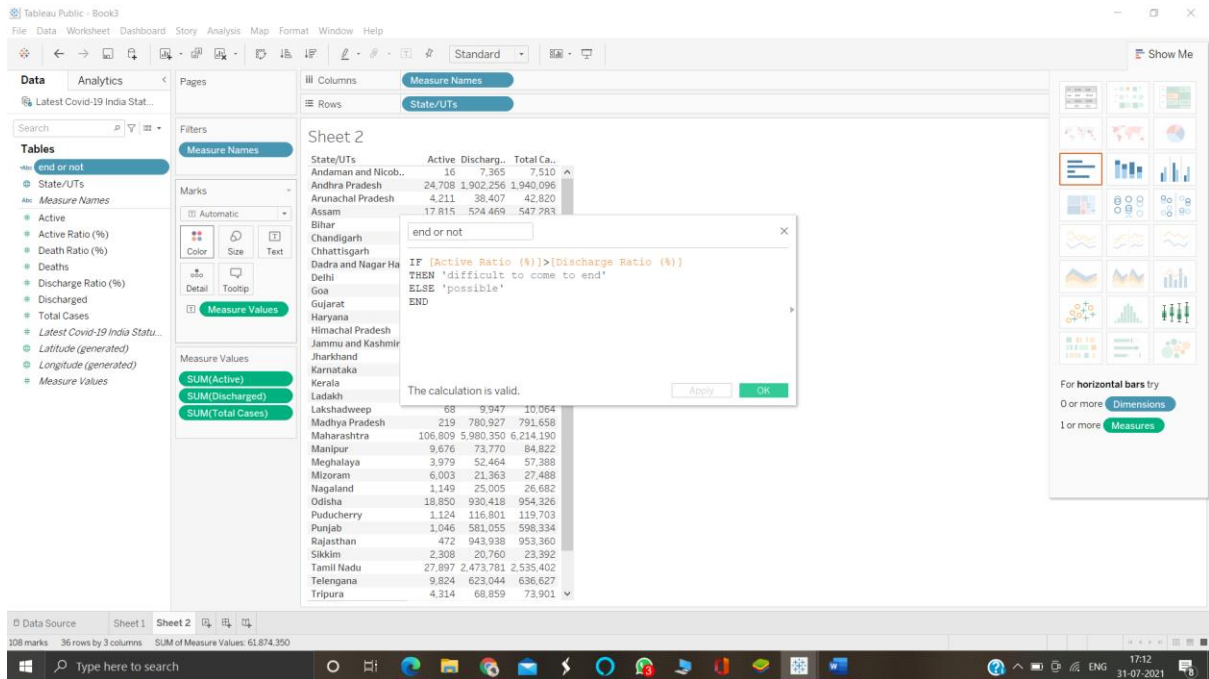 Tableau Public - Book3
File Data Worksheet Dashboard Story Analysis Map Format Window Help
Standard
Show Me
Data Analytics
Pages
Columns Measure Names
Latest Covid-19 India Stat...
Rows State/UTs
Search
Filters
Measure Names
Sheet 2
Tables
Abc end or not
State/UTs
Abc Measure Names
Active
Active Ratio (%)
Death Ratio (%)
Deaths
Discharge Ratio (%)
Discharged
Total Cases
Latest Covid-19 India Statu...
Latitude (generated)
Longitude (generated)
Measure Values
Marks
Automatic
Color Size Text
Detail Tooltip
Measure Values
Measure Values
SUM(Active)
SUM(Discharged)
SUM(Total Cases)
State/UTs Active Discharg.. Total Ca..
Andaman and Nicob.. 16 7,365 7,510
Andhra Pradesh 24,708 1,902,256 1,940,096
Arunachal Pradesh 4,211 38,407 42,820
Assam 17,815 524,469 547,283
Bihar
Chandigarh
Chhattisgarh
Dadra and Nagar Ha
Delhi
Goa
Gujarat
Haryana
Himachal Pradesh
Jammu and Kashmir
Jharkhand
Karnataka
Kerala
Ladakh
Lakshadweep 68 9,947 10,064
Madhya Pradesh 219 780,927 791,658
Maharashtra 106,809 5,980,350 6,214,190
Manipur 9,676 73,770 84,822
Meghalaya 3,979 52,464 57,388
Mizoram 6,003 21,363 27,488
Nagaland 1,149 25,005 26,682
Odisha 18,850 930,418 954,326
Puducherry 1,124 116,801 119,703
Punjab 1,046 581,055 598,334
Rajasthan 472 943,938 953,360
Sikkim 2,308 20,760 23,392
Tamil Nadu 27,897 2,473,781 2,535,402
Telengana 9,824 623,044 636,627
Tripura 4,314 68,859 73,901
end or not
IF [Active Ratio (%)]>[Discharge Ratio (%)]
THEN 'difficult to come to end'
ELSE 'possible'
END
The calculation is valid.
Apply OK
For horizontal bars try
0 or more Dimensions
1 or more Measures
Data Source Sheet 1 Sheet 2
108 marks 36 rows by 3 columns SUM of Measure Values: 61,874,350
Type here to search
ENG
17:12
31-07-2021